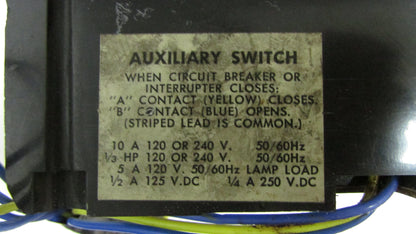 AUXILIARY SWITCH
WHEN CIRCUIT BREAKER OR
INTERRUPTER CLOSES:
"A" CONTACT (YELLOW) CLOSES.
"B" CONTACT (BLUE) OPENS.
(STRIPED LEAD IS COMMON.)
10 A 120 OR 240 V. 50/60Hz
1/3 HP 120 OR 240 V. 50/60Hz
5 A 120 V. 50/60Hz LAMP LOAD
1/2 A 125 V.DC 1/4 A 250 V.DC